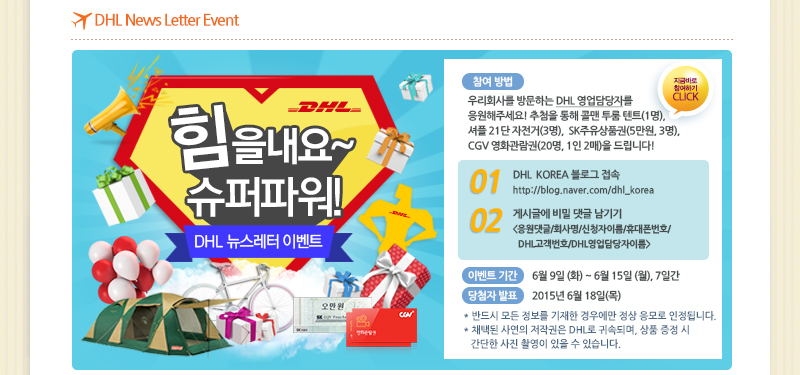 DHL News Letter Event
DHL
힘을내요~
슈퍼파워!
DHL 뉴스레터 이벤트
DHL
오만원
SK Gift Voucher
CGV
영화관람권
참여 방법
지금바로
참여하기
CLICK
우리회사를 방문하는 DHL 영업담당자를
응원해주세요! 추첨을 통해 콜맨 투룸 텐트(1명),
셔플 21단 자전거(3명), SK주유상품권(5만원, 3명),
CGV 영화관람권(20명, 1인 2매)을 드립니다!
01 DHL KOREA 블로그 접속
http://blog.naver.com/dhl_korea
02 게시글에 비밀 댓글 남기기
<응원댓글/회사명/신청자이름/휴대폰번호/
DHL고객번호/DHL영업담당자이름>
이벤트 기간 6월 9일 (화) ~ 6월 15일 (월), 7일간
당첨자 발표 2015년 6월 18일(목)
* 반드시 모든 정보를 기재한 경우에만 정상 응모로 인정됩니다.
* 채택된 사연의 저작권은 DHL로 귀속되며, 상품 증정 시
간단한 사진 촬영이 있을 수 있습니다.